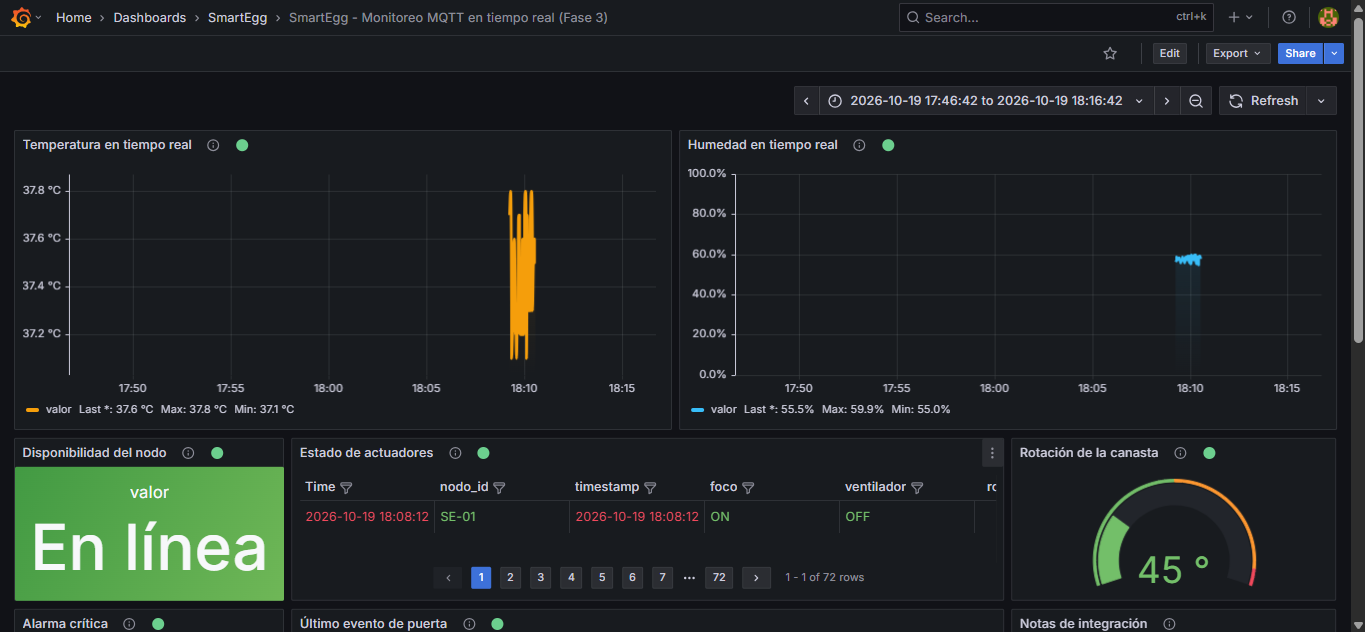 Home › Dashboards › SmartEgg › SmartEgg - Monitoreo MQTT en tiempo real (Fase 3)
Search... ctrl+k
Edit Export Share
2026-10-19 17:46:42 to 2026-10-19 18:16:42 Refresh
Temperatura en tiempo real
37.8 °C
37.6 °C
37.4 °C
37.2 °C
17:50 17:55 18:00 18:05 18:10 18:15
valor Last *: 37.6 °C Max: 37.8 °C Min: 37.1 °C
Humedad en tiempo real
100.0%
80.0%
60.0%
40.0%
20.0%
0.0%
17:50 17:55 18:00 18:05 18:10 18:15
valor Last *: 55.5% Max: 59.9% Min: 55.0%
Disponibilidad del nodo
valor
En línea
Estado de actuadores
Time nodo_id timestamp foco ventilador ro
2026-10-19 18:08:12 SE-01 2026-10-19 18:08:12 ON OFF
1 2 3 4 5 6 7 ••• 72 1 - 1 of 72 rows
Rotación de la canasta
45 °
Alarma crítica
Último evento de puerta
Notas de integración